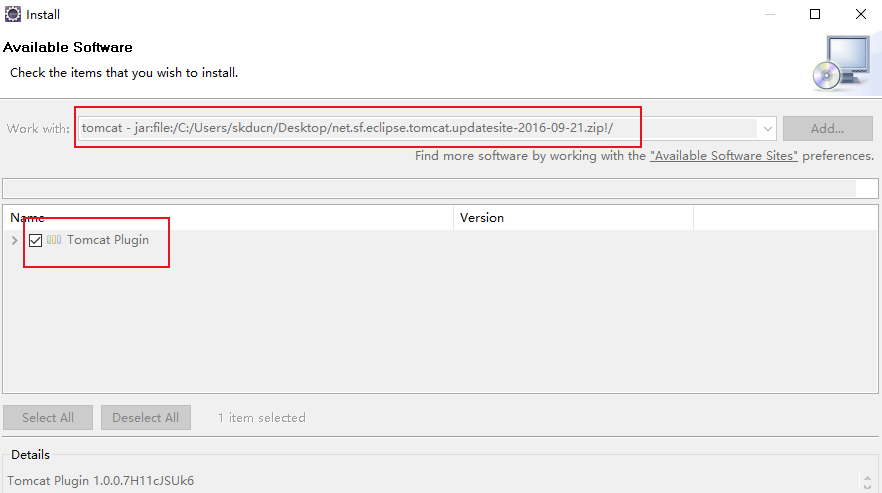 Install
Available Software
Check the items that you wish to install.
Work with: tomcat - jar:file:/C:/Users/skducn/Desktop/net.sf.eclipse.tomcat.updatesite-2016-09-21.zip!/ Add...
Find more software by working with the "Available Software Sites" preferences.
Name Version
Tomcat Plugin
Select All Deselect All 1 item selected
Details
Tomcat Plugin 1.0.0.7H11cJSUk6